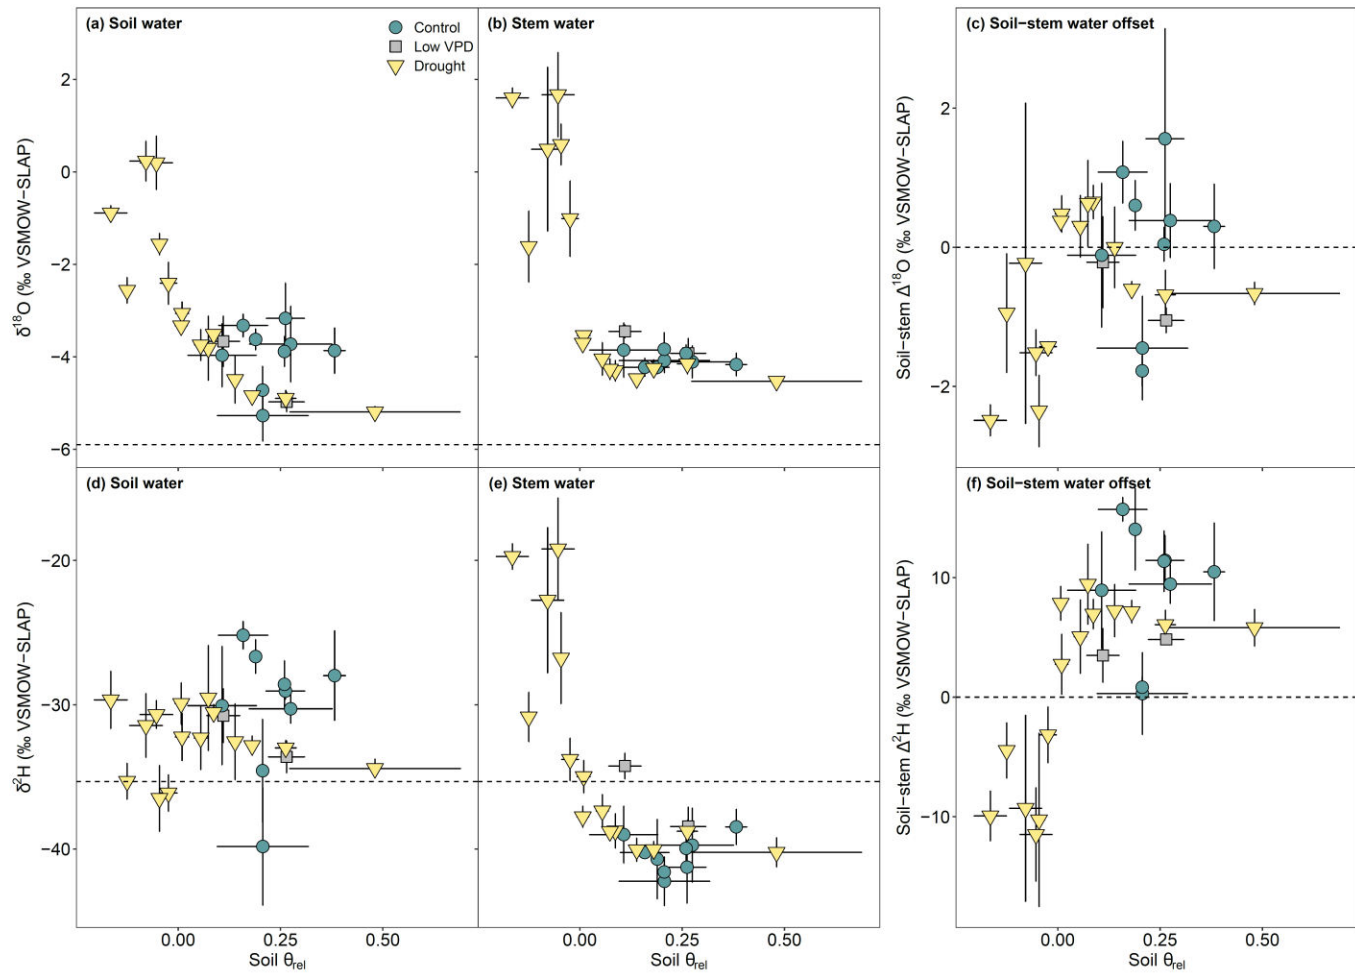 (a) Soil water
Control
Low VPD
Drought
(b) Stem water
(c) Soil−stem water offset
δ18O (‰ VSMOW−SLAP)
2
0
−2
−4
−6
Soil−stem Δ18O (‰ VSMOW−SLAP)
2
0
−2
(d) Soil water
(e) Stem water
(f) Soil−stem water offset
δ2H (‰ VSMOW−SLAP)
−20
−30
−40
Soil−stem Δ2H (‰ VSMOW−SLAP)
10
0
−10
0.00 0.25 0.50
0.00 0.25 0.50
0.00 0.25 0.50
Soil θrel
Soil θrel
Soil θrel